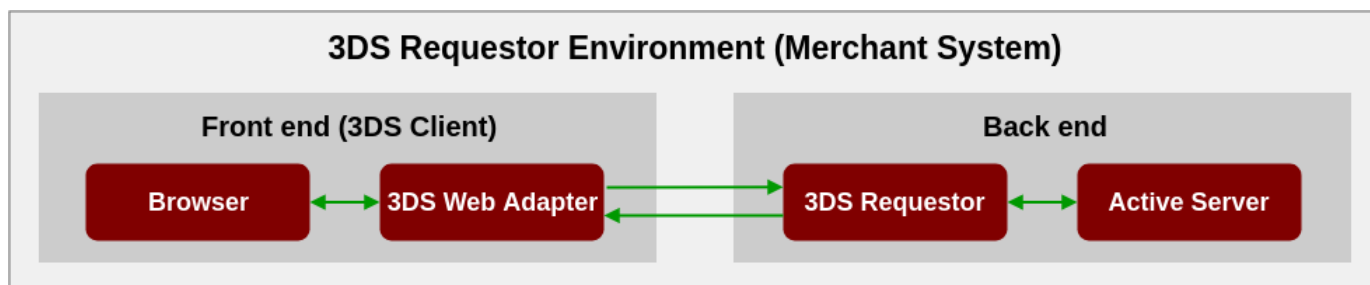 3DS Requestor Environment (Merchant System)
Front end (3DS Client)
Back end
Browser
3DS Web Adapter
3DS Requestor
Active Server